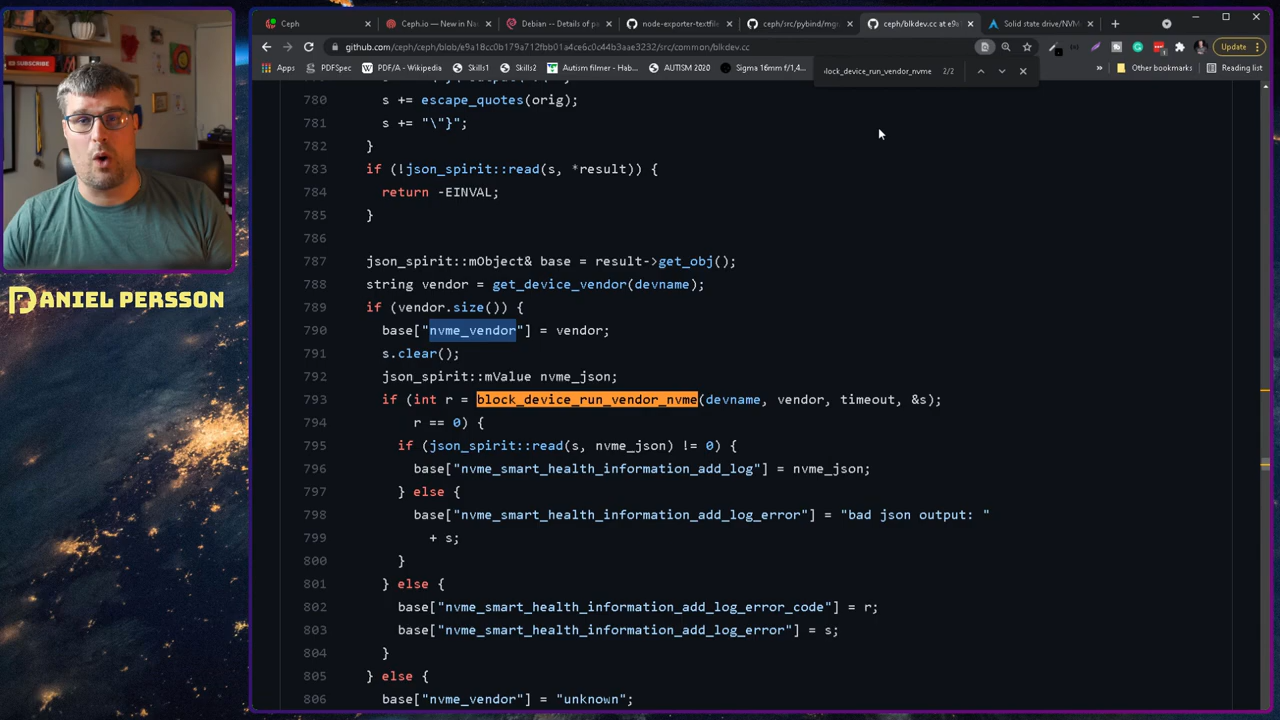 Ceph
Ceph.io — New in Na
Debian -- Details of pa
node-exporter-textfile
ceph/src/pybind/mgr
ceph/blkdev.cc at e9a
Solid state drive/NVM
github.com/ceph/ceph/blob/e9a18cc0b179a712fbb01a4ce6c0c44b3aae3232/src/common/blkdev.cc
Update
Apps
PDFSpec
PDF/A - Wikipedia
Skills1
Skills2
Autism filmer - Hab...
AUTISM 2020
Sigma 16mm f/1,4...
»
Other bookmarks
Reading list
lock_device_run_vendor_nvme 2/2
SUBSCRIBE
DANIEL PERSSON
780 s += escape_quotes(orig);
781 s += "\"}";
782 }
783 if (!json_spirit::read(s, *result)) {
784 return -EINVAL;
785 }
786
787 json_spirit::mObject& base = result->get_obj();
788 string vendor = get_device_vendor(devname);
789 if (vendor.size()) {
790 base["nvme_vendor"] = vendor;
791 s.clear();
792 json_spirit::mValue nvme_json;
793 if (int r = block_device_run_vendor_nvme(devname, vendor, timeout, &s);
794 r == 0) {
795 if (json_spirit::read(s, nvme_json) != 0) {
796 base["nvme_smart_health_information_add_log"] = nvme_json;
797 } else {
798 base["nvme_smart_health_information_add_log_error"] = "bad json output: "
799 + s;
800 }
801 } else {
802 base["nvme_smart_health_information_add_log_error_code"] = r;
803 base["nvme_smart_health_information_add_log_error"] = s;
804 }
805 } else {
806 base["nvme_vendor"] = "unknown";